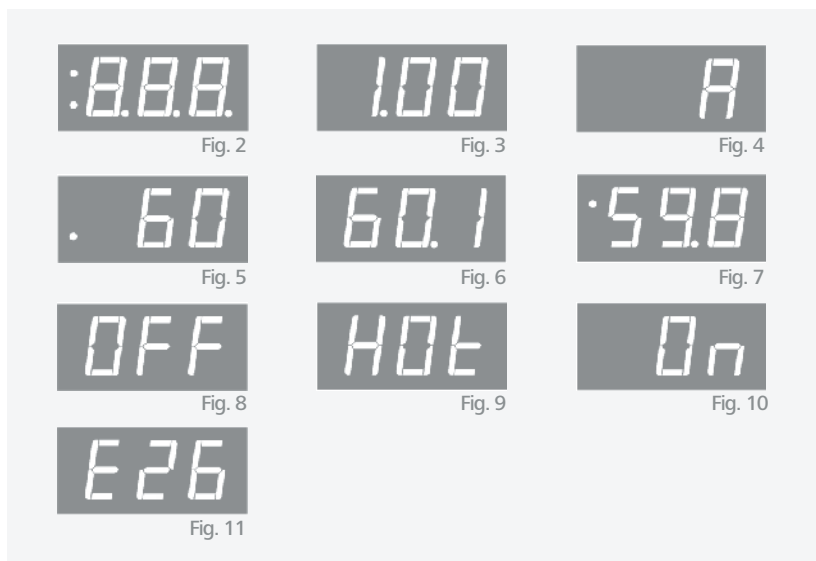 :8.8.8.
1.00
A
Fig. 2
Fig. 3
Fig. 4
. 60
60.1
·59.8
Fig. 5
Fig. 6
Fig. 7
OFF
HOt
On
Fig. 8
Fig. 9
Fig. 10
E26
Fig. 11